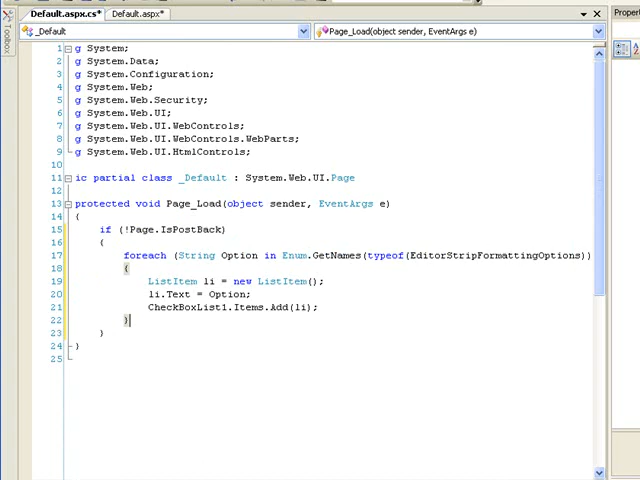 Default.aspx.cs* Default.aspx*
_Default Page_Load(object sender, EventArgs e)
Toolbox
Proper
1 g System;
2 g System.Data;
3 g System.Configuration;
4 g System.Web;
5 g System.Web.Security;
6 g System.Web.UI;
7 g System.Web.UI.WebControls;
8 g System.Web.UI.WebControls.WebParts;
9 g System.Web.UI.HtmlControls;
10
11 ic partial class _Default : System.Web.UI.Page
12
13 protected void Page_Load(object sender, EventArgs e)
14 {
15 if (!Page.IsPostBack)
16 {
17 foreach (String Option in Enum.GetNames(typeof(EditorStripFormattingOptions))
18 {
19 ListItem li = new ListItem();
20 li.Text = Option;
21 CheckBoxList1.Items.Add(li);
22 }
23 }
24 }
25